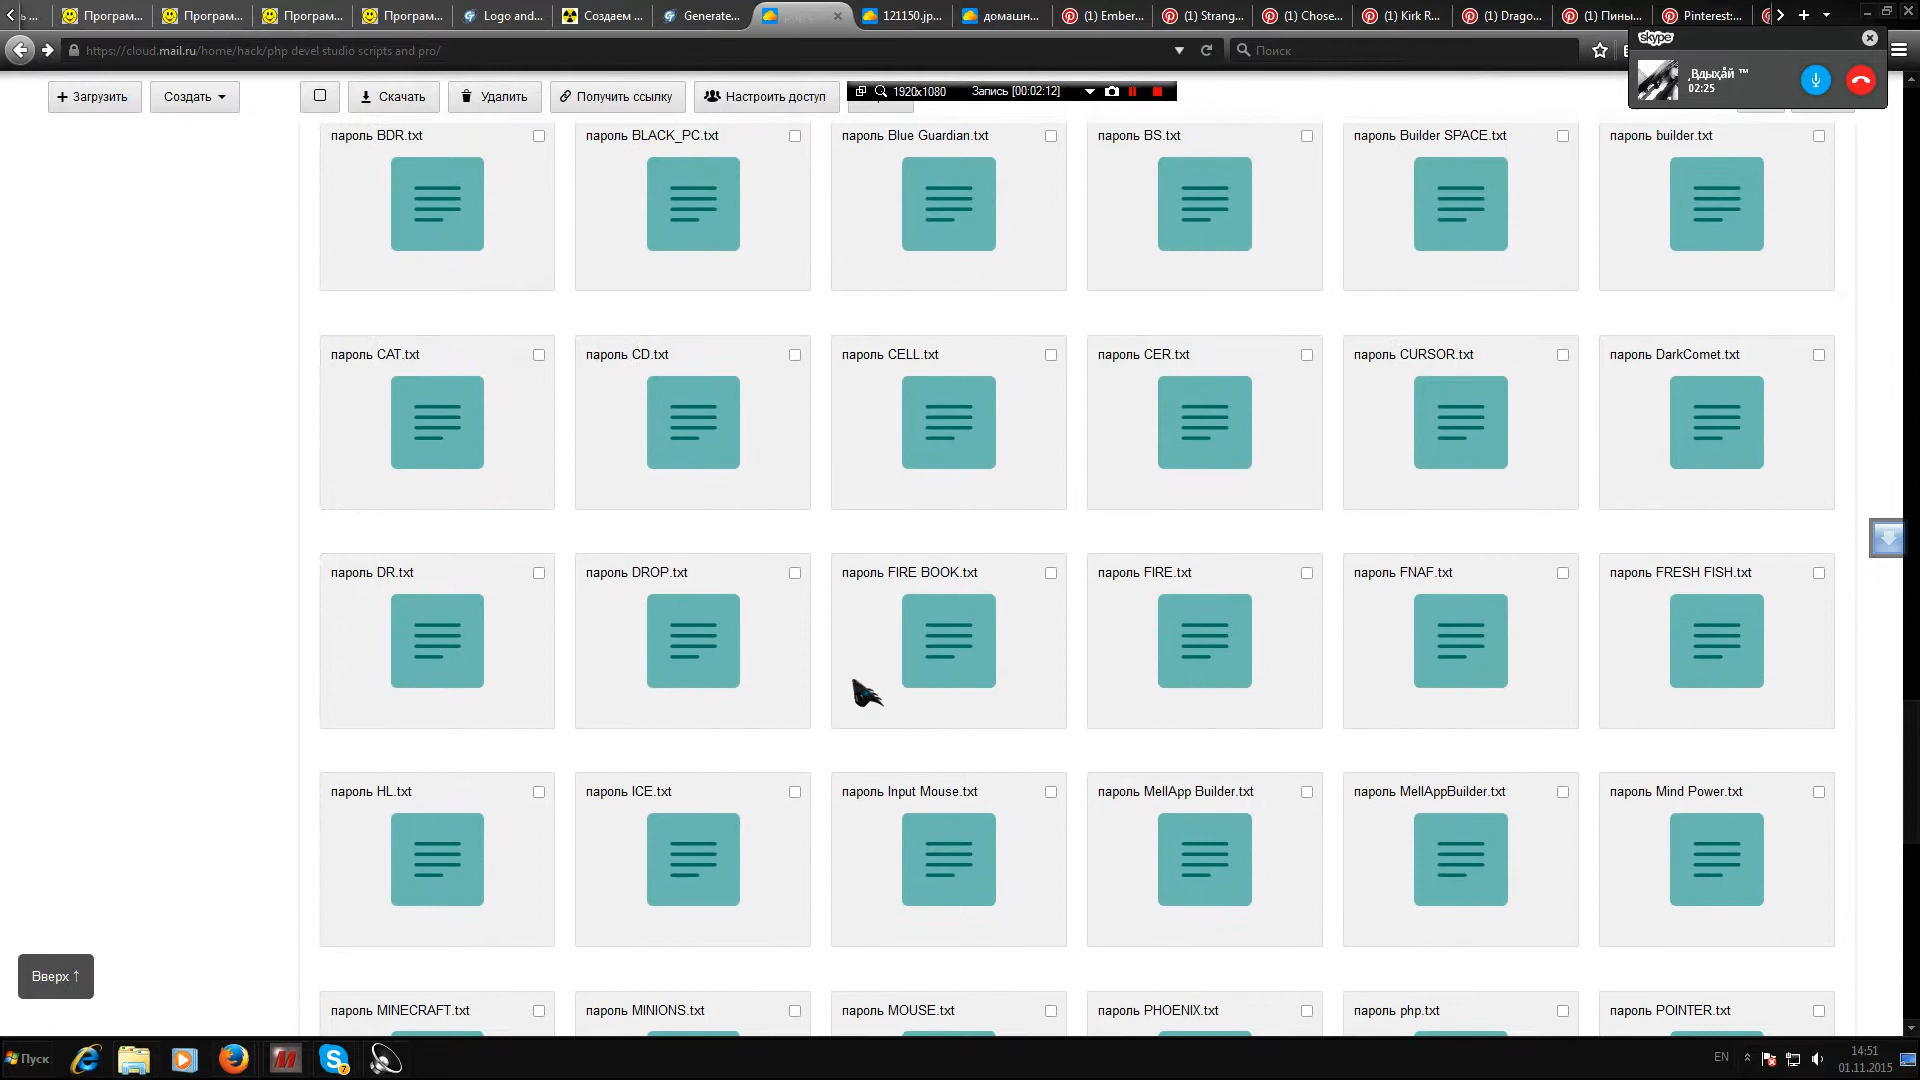 Програм...
Програм...
Програм...
Програм...
Logo and...
Создаем ...
Generate...
121150.jp...
домашн...
(1) Ember...
(1) Strang...
(1) Chose...
(1) Kirk R...
(1) Drago...
(1) Пины...
Pinterest:...
https://cloud.mail.ru/home/hack/php devel studio scripts and pro/
Поиск
skype
02:25
Загрузить
Создать
Скачать
Удалить
Получить ссылку
Настроить доступ
1920x1080
Запись [00:02:12]
пароль BDR.txt
пароль BLACK_PC.txt
пароль Blue Guardian.txt
пароль BS.txt
пароль Builder SPACE.txt
пароль builder.txt
пароль CAT.txt
пароль CD.txt
пароль CELL.txt
пароль CER.txt
пароль CURSOR.txt
пароль DarkComet.txt
пароль DR.txt
пароль DROP.txt
пароль FIRE BOOK.txt
пароль FIRE.txt
пароль FNAF.txt
пароль FRESH FISH.txt
пароль HL.txt
пароль ICE.txt
пароль Input Mouse.txt
пароль MellApp Builder.txt
пароль MellAppBuilder.txt
пароль Mind Power.txt
Вверх ↑
пароль MINECRAFT.txt
пароль MINIONS.txt
пароль MOUSE.txt
пароль PHOENIX.txt
пароль php.txt
пароль POINTER.txt
Пуск
7
EN
14:51
01.11.2015